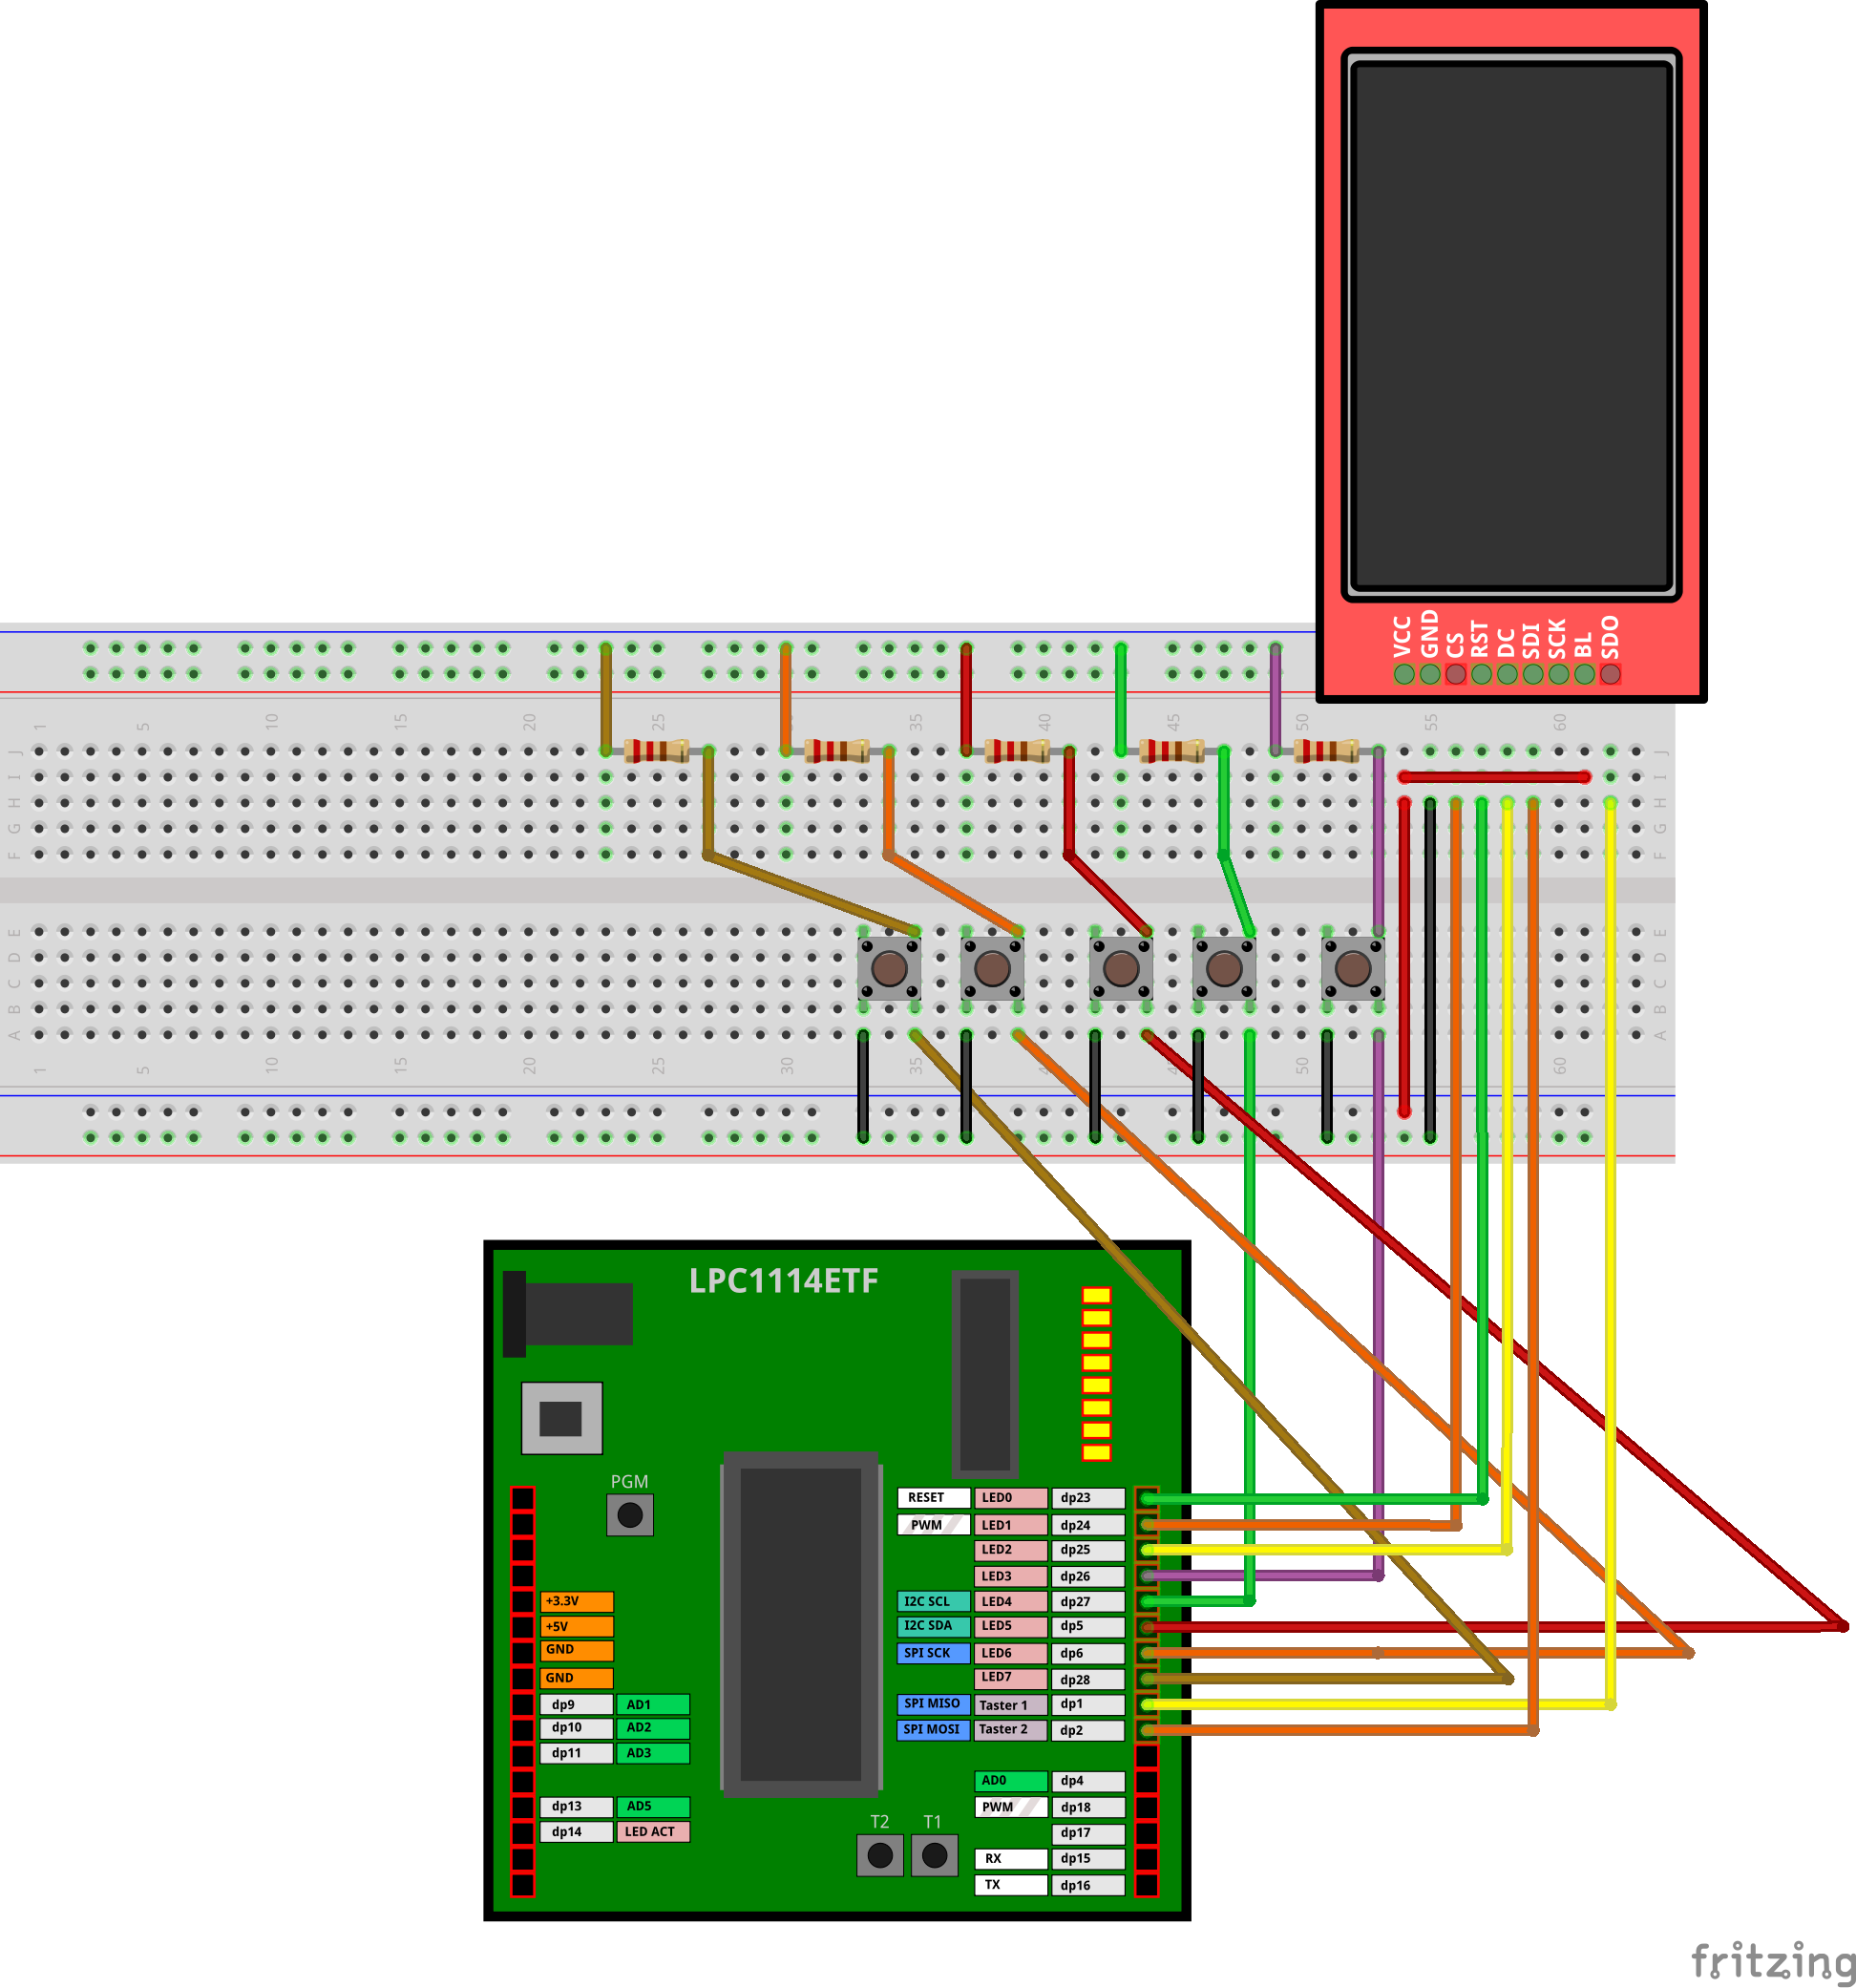 VCC GND CS RST DC SDI SCK BL SDO
1 5 10 15 20 25 35 40 45 50 55 60
J J
I I
H H
G G
F F
E E
D D
C C
B B
A A
1 5 10 15 20 25 30 35 50 60
LPC1114ETF
PGM
RESET LED0 dp23
PWM LED1 dp24
LED2 dp25
LED3 dp26
+3.3V I2C SCL LED4 dp27
+5V I2C SDA LED5 dp5
GND SPI SCK LED6 dp6
GND LED7 dp28
dp9 AD1 SPI MISO Taster 1 dp1
dp10 AD2 SPI MOSI Taster 2 dp2
dp11 AD3
AD0 dp4
dp13 AD5 PWM dp18
dp14 LED ACT T2 T1 dp17
RX dp15
TX dp16
fritzing